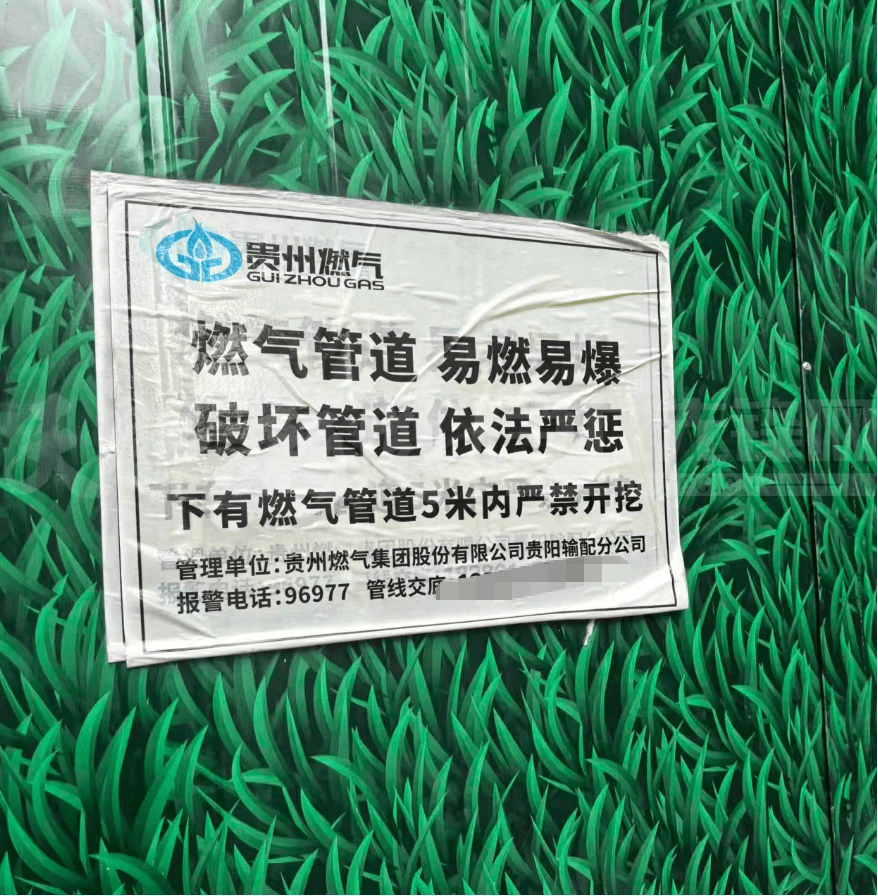 贵州燃气
GUIZHOU GAS
燃气管道 易燃易爆
破坏管道 依法严惩
下有燃气管道5米内严禁开挖
管理单位:贵州燃气集团股份有限公司贵阳输配分公司
报警电话:96977 管线交底